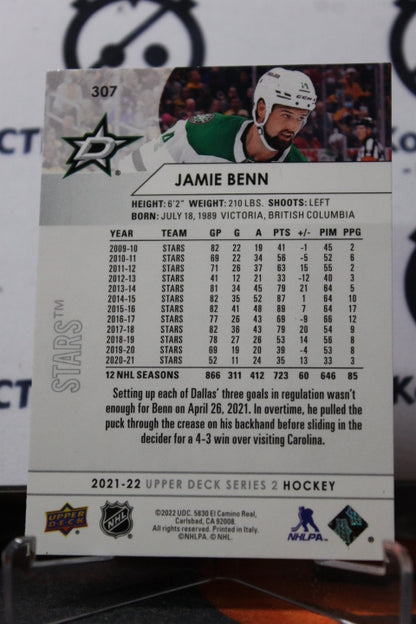 307
JAMIE BENN
HEIGHT: 6'2" WEIGHT: 210 LBS. SHOOTS: LEFT
BORN: JULY 18, 1989 VICTORIA, BRITISH COLUMBIA
YEAR TEAM GP G A PTS +/- PIM PPG
2009-10 STARS 82 22 19 41 -1 45 2
2010-11 STARS 69 22 34 56 -5 52 6
2011-12 STARS 71 26 37 63 15 55 2
2012-13 STARS 41 12 21 33 -12 40 3
2013-14 STARS 81 34 45 79 21 64 5
2014-15 STARS 82 35 52 87 1 64 10
2015-16 STARS 82 41 48 89 7 64 17
2016-17 STARS 77 26 43 69 -9 66 12
2017-18 STARS 82 36 43 79 20 54 9
2018-19 STARS 78 27 26 53 14 56 8
2019-20 STARS 69 19 20 39 -4 53 8
2020-21 STARS 52 11 24 35 13 33 3
12 NHL SEASONS 866 311 412 723 60 646 85
STARS™
Setting up each of Dallas' three goals in regulation wasn't
enough for Benn on April 26, 2021. In overtime, he pulled the
puck through the crease on his backhand before sliding in the
decider for a 4-3 win over visiting Carolina.
2021-22 UPPER DECK SERIES 2 HOCKEY
UPPER DECK
NHL
©2022 UDC. 5830 El Camino Real,
Carlsbad, CA 92008.
All rights reserved. Printed in Italy.
©NHLPA. © NHL.
NHLPA